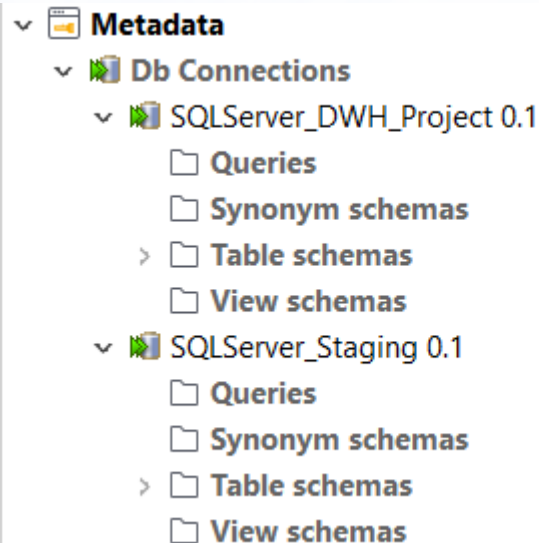 Metadata
Db Connections
SQLServer_DWH_Project 0.1
Queries
Synonym schemas
Table schemas
View schemas
SQLServer_Staging 0.1
Queries
Synonym schemas
Table schemas
View schemas